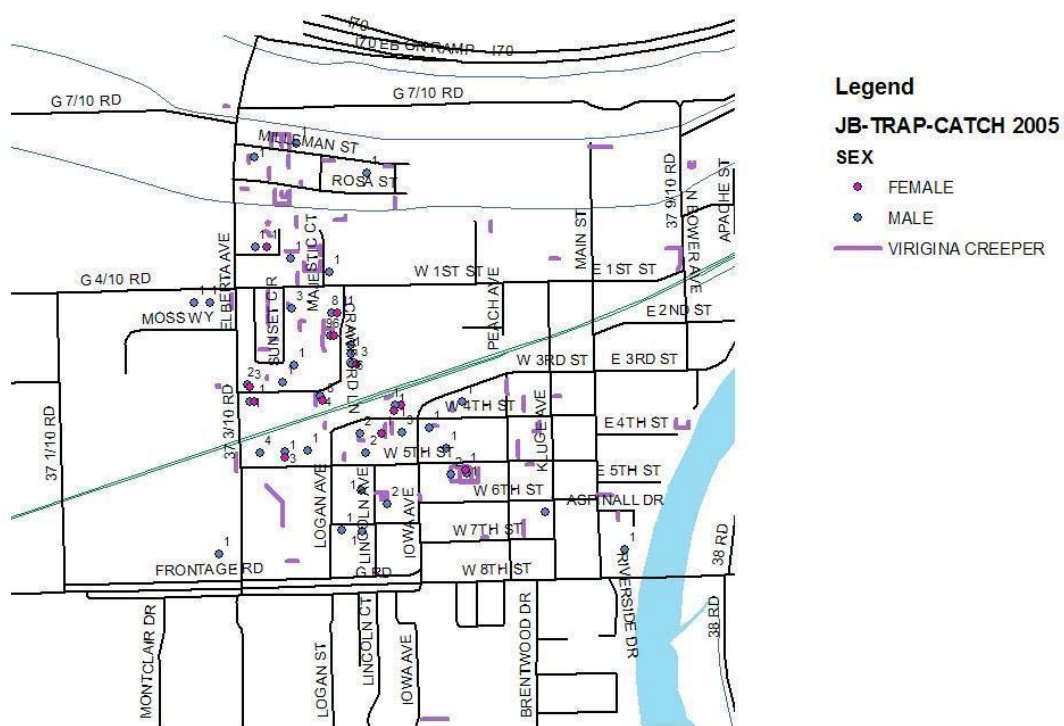 I70
I70 EB ON RAMP I70
G 7/10 RD
G 7/10 RD
ROSA ST
37 9/10 RD
N BOWER AVE
APACHE ST
MAIN ST
ELBERTA AVE
MAJESTIC CT
SUNSET CIR
G 4/10 RD
W 1ST ST
E 1ST ST
MOSS WY
PEACH AVE
E 2ND ST
CRAWFORD LN
W 3RD ST
E 3RD ST
37 1/10 RD
37 3/10 RD
W 4TH ST
KLUGE AVE
E 4TH ST
W 5TH ST
E 5TH ST
LOGAN AVE
LINCOLN AVE
IOWA AVE
W 6TH ST
ASPINALL DR
W 7TH ST
FRONTAGE RD
G RD
W 8TH ST
38 RD
RIVERSIDE DR
MONTCLAIR DR
LOGAN ST
LINCOLN CT
IOWA AVE
BRENTWOOD DR
38 RD
Legend
JB-TRAP-CATCH 2005
SEX
FEMALE
MALE
VIRIGINA CREEPER